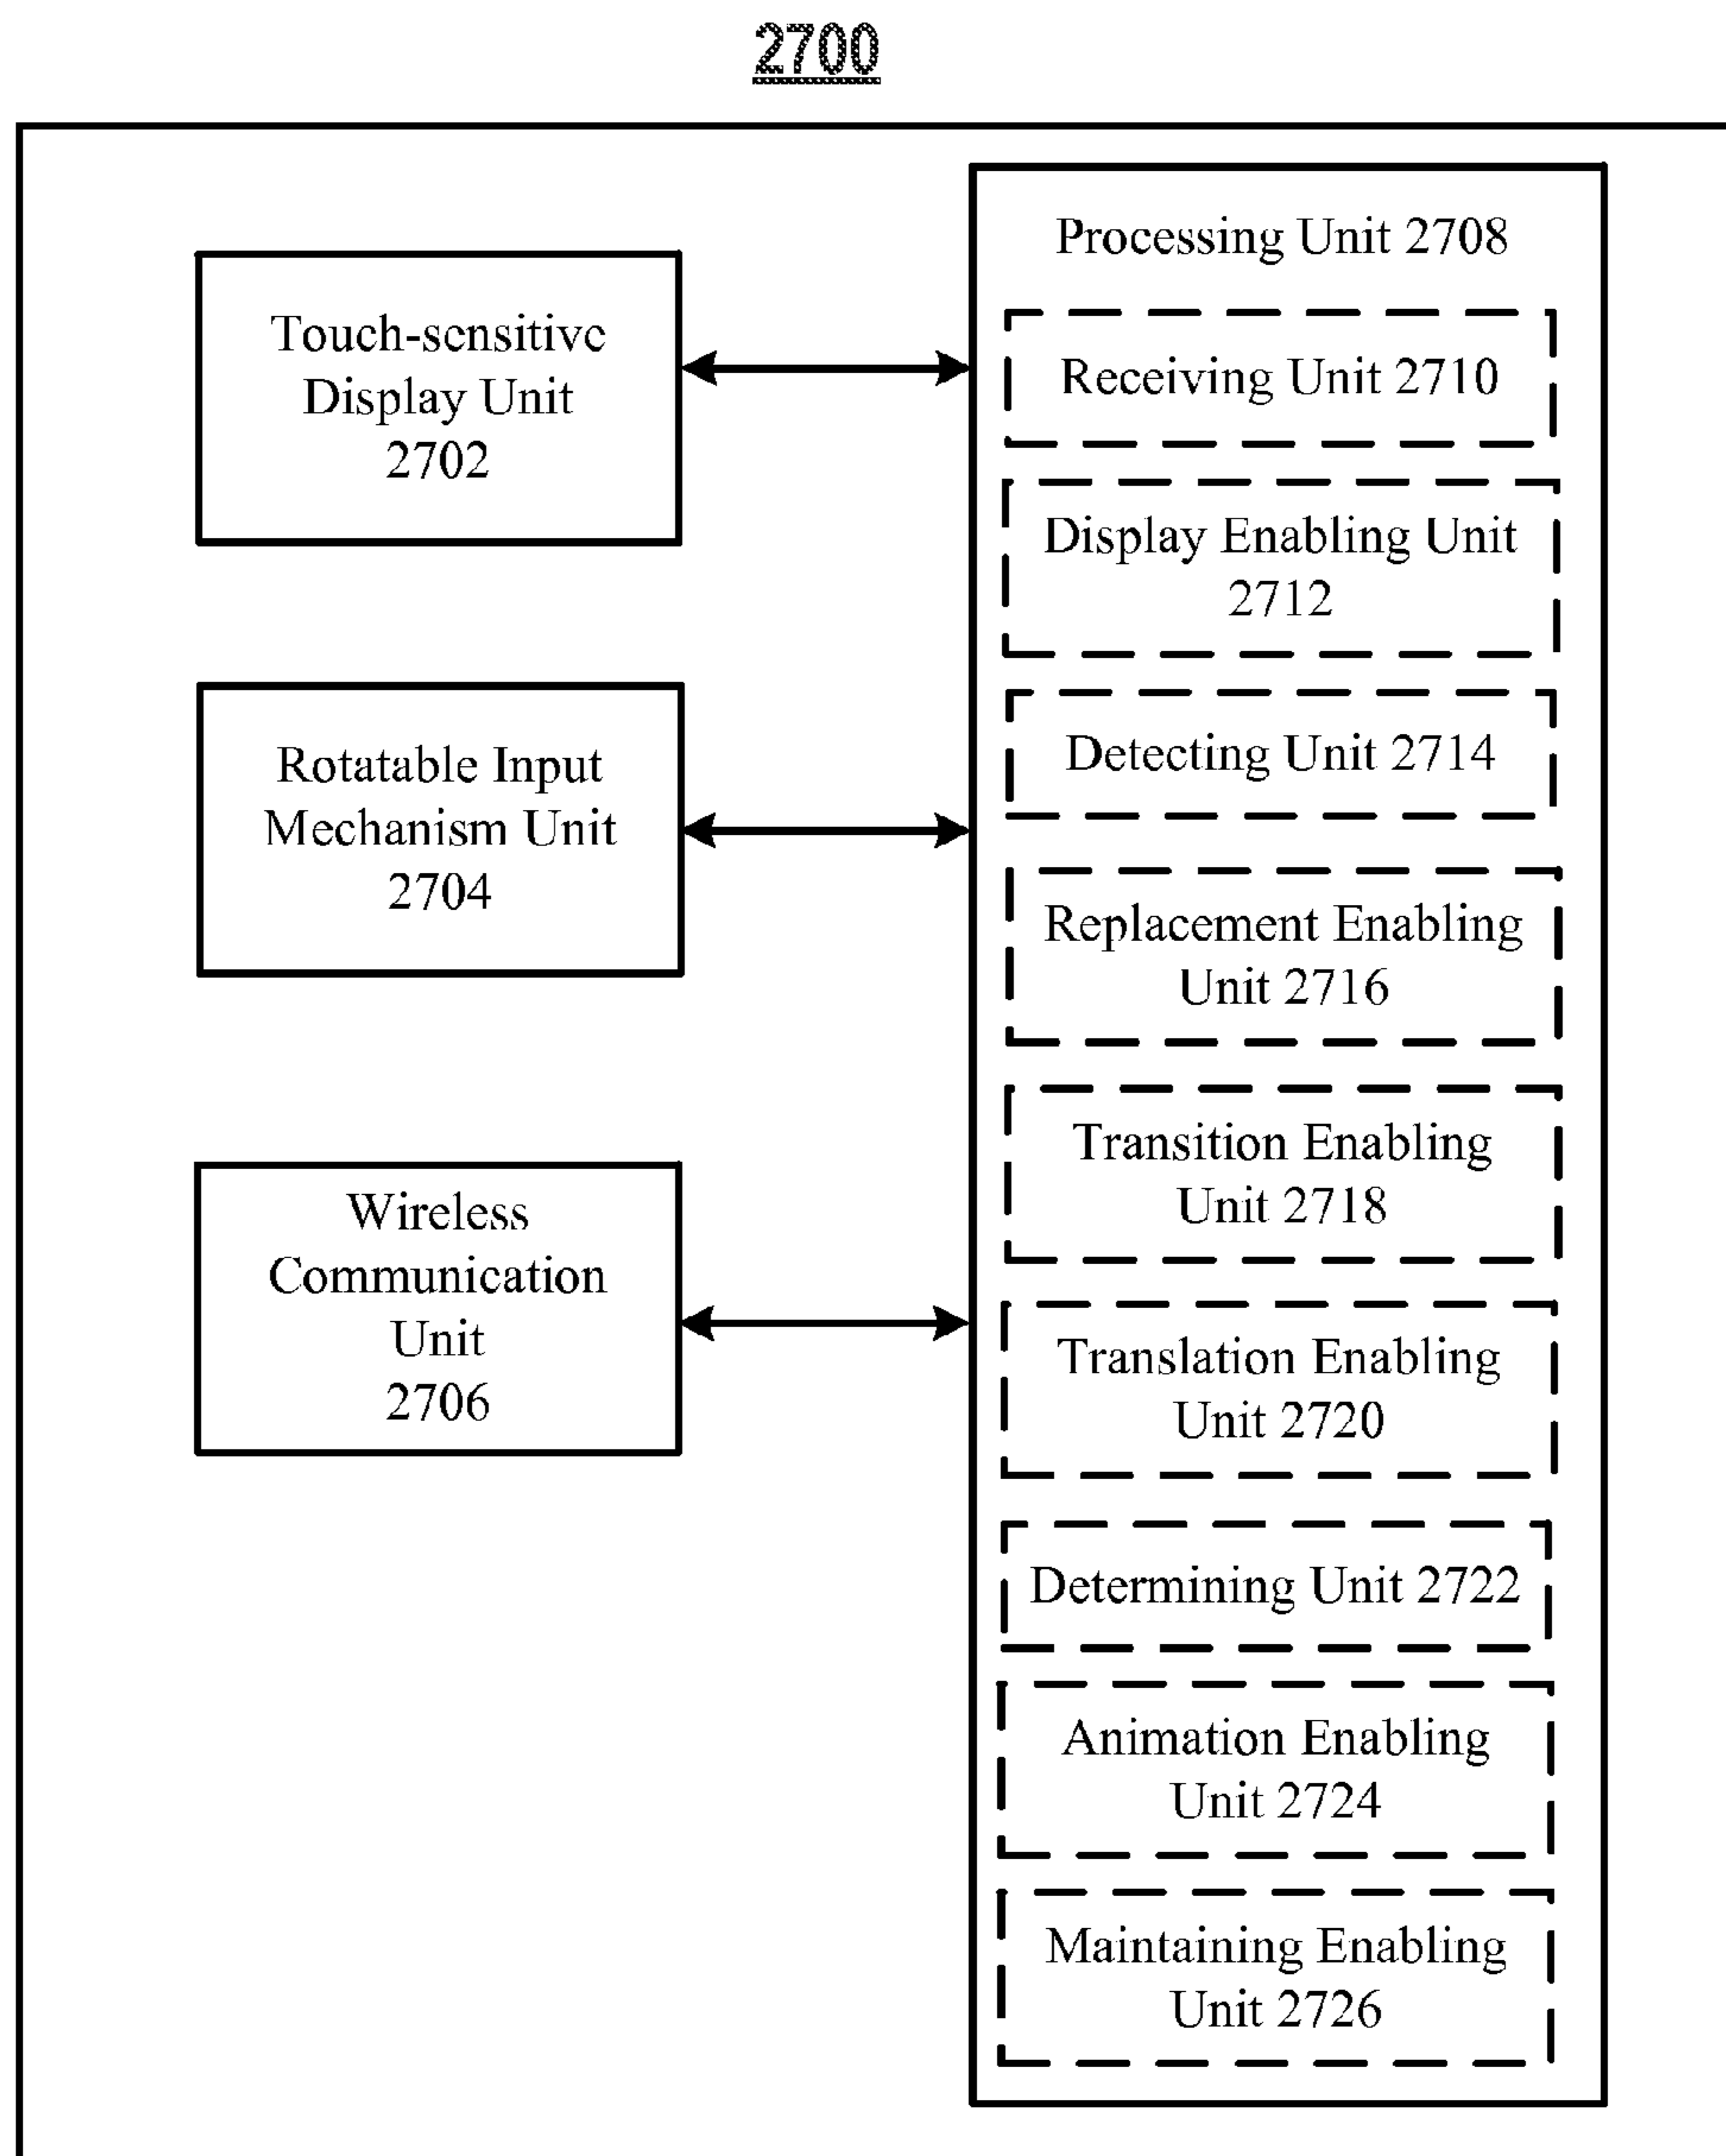 2700
Touch-sensitive
Display Unit
2702
Rotatable Input
Mechanism Unit
2704
Wireless
Communication
Unit
2706
Processing Unit 2708
Receiving Unit 2710
Display Enabling Unit
2712
Detecting Unit 2714
Replacement Enabling
Unit 2716
Transition Enabling
Unit 2718
Translation Enabling
Unit 2720
Determining Unit 2722
Animation Enabling
Unit 2724
Maintaining Enabling
Unit 2726